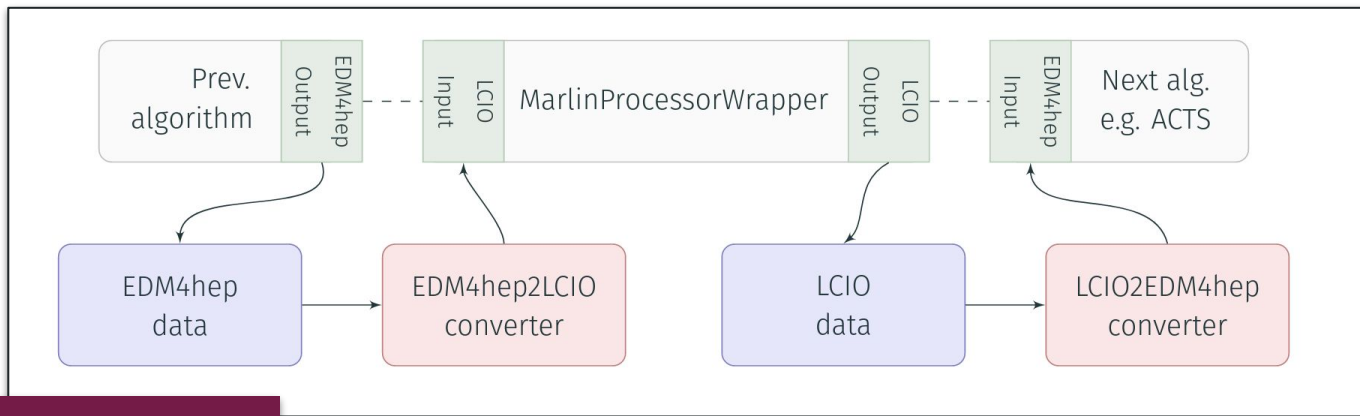 Prev.
algorithm
EDM4hep
Output
LCIO
Input
MarlinProcessorWrapper
LCIO
Output
EDM4hep
Input
Next alg.
e.g. ACTS
EDM4hep
data
EDM4hep2LCIO
converter
LCIO
data
LCIO2EDM4hep
converter